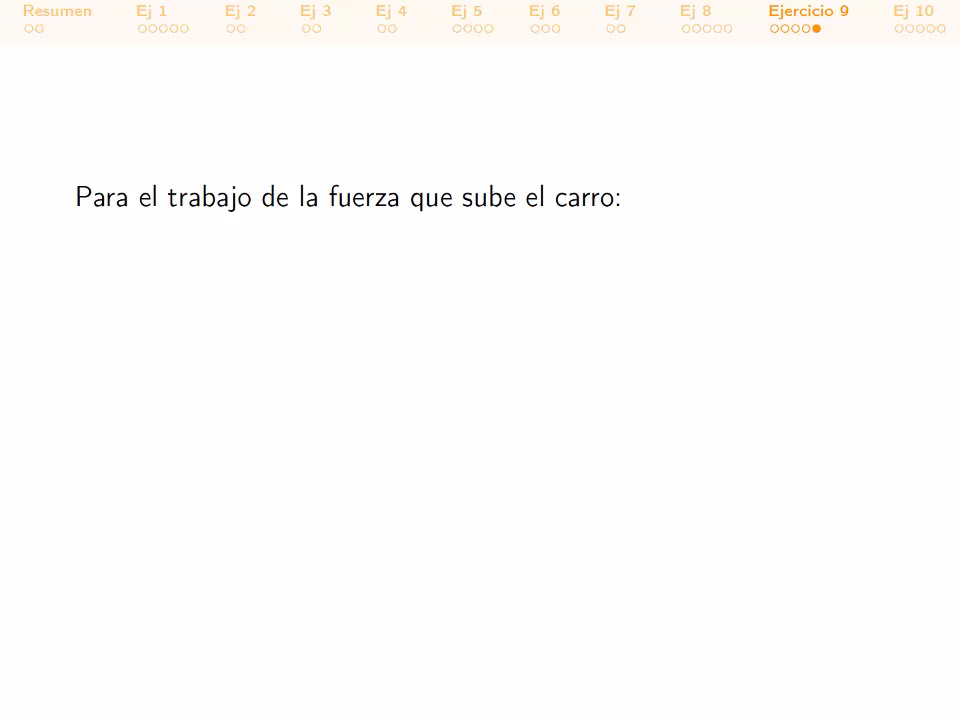 Resumen Ej 1 Ej 2 Ej 3 Ej 4 Ej 5 Ej 6 Ej 7 Ej 8 Ejercicio 9 Ej 10
Para el trabajo de la fuerza que sube el carro: